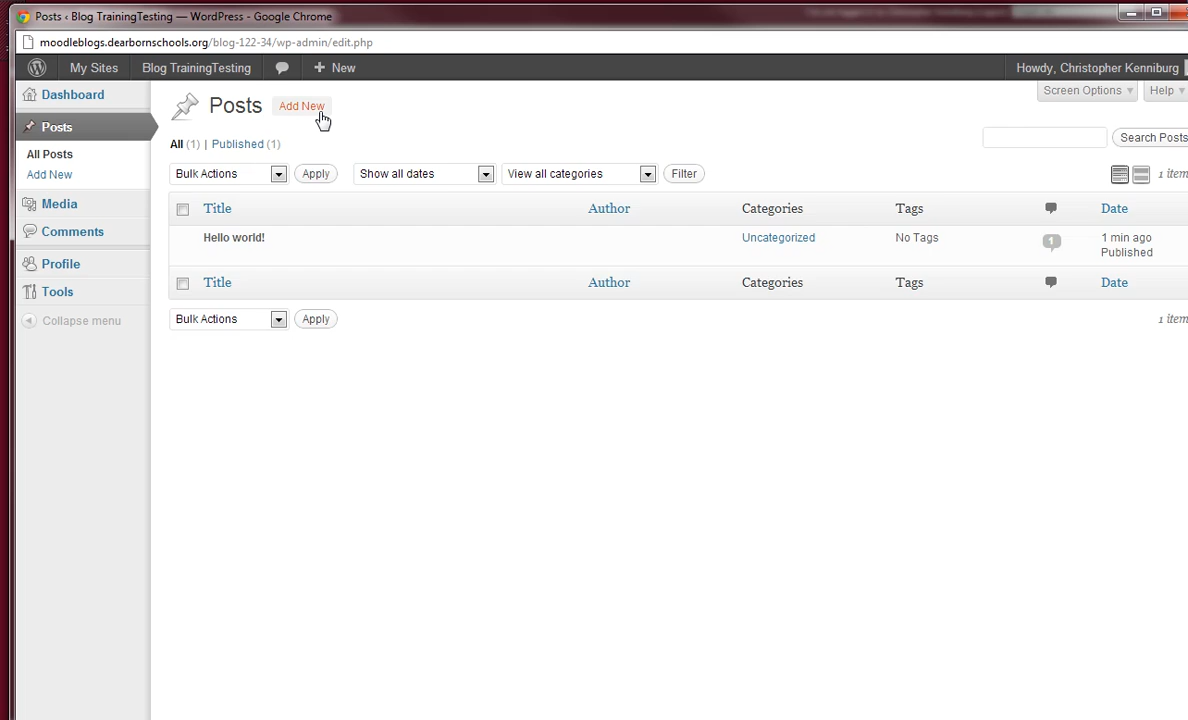 Posts ‹ Blog TrainingTesting — WordPress - Google Chrome
moodleblogs.dearbornschools.org/blog-122-34/wp-admin/edit.php
My Sites Blog TrainingTesting + New Howdy, Christopher Kenniburg
Dashboard
Posts
All Posts
Add New
Media
Comments
Profile
Tools
Collapse menu
Screen Options Help
Posts Add New
All (1) | Published (1)
Search Posts
Bulk Actions Apply Show all dates View all categories Filter 1 item
Title Author Categories Tags Date
Hello world! Uncategorized No Tags 1 1 min ago
Published
Title Author Categories Tags Date
Bulk Actions Apply 1 item